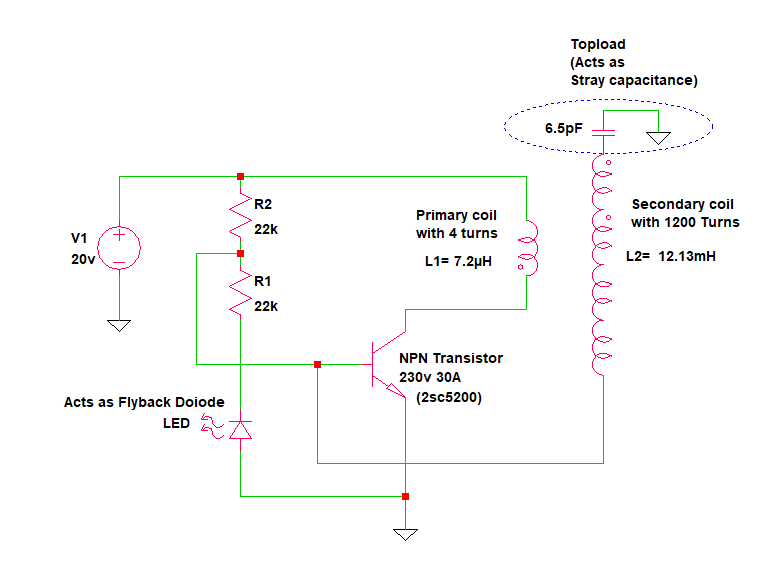 Topload
(Acts as
Stray capacitance)
6.5pF
R2
22k
Primary coil
with 4 turns
L1= 7.2µH
Secondary coil
with 1200 Turns
L2= 12.13mH
V1
20v
R1
22k
NPN Transistor
230v 30A
(2sc5200)
Acts as Flyback Doiode
LED